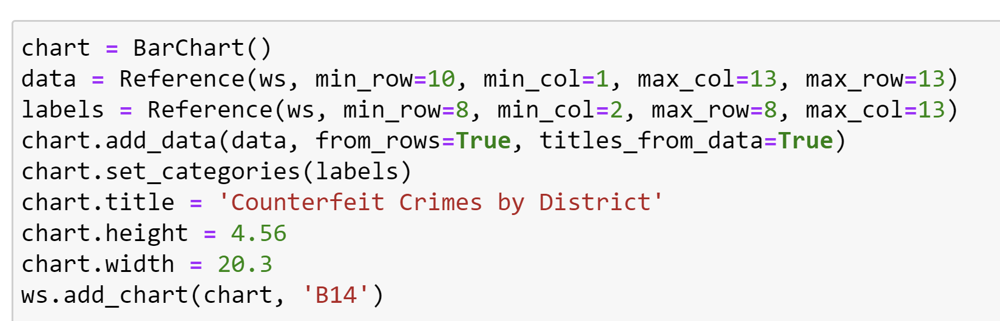 chart = BarChart()
data = Reference(ws, min_row=10, min_col=1, max_col=13, max_row=13)
labels = Reference(ws, min_row=8, min_col=2, max_row=8, max_col=13)
chart.add_data(data, from_rows=True, titles_from_data=True)
chart.set_categories(labels)
chart.title = 'Counterfeit Crimes by District'
chart.height = 4.56
chart.width = 20.3
ws.add_chart(chart, 'B14')